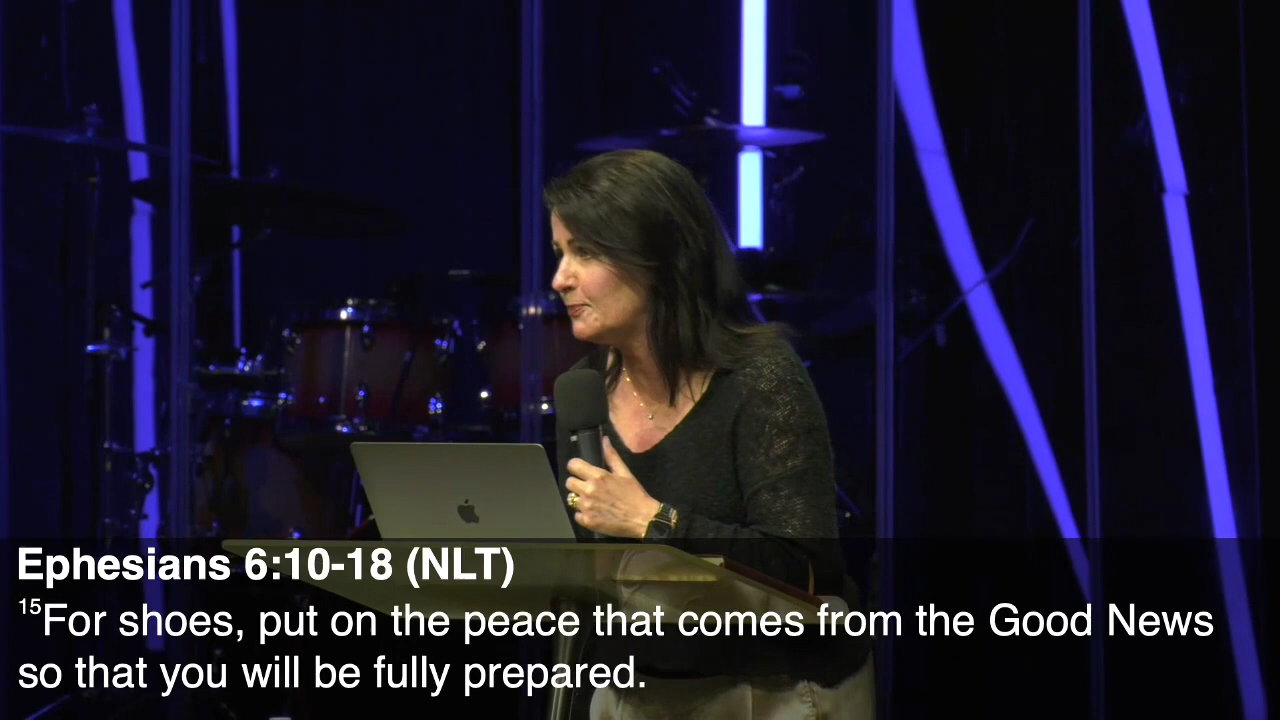 Ephesians 6:10-18 (NLT)
15For shoes, put on the peace that comes from the Good News
so that you will be fully prepared.